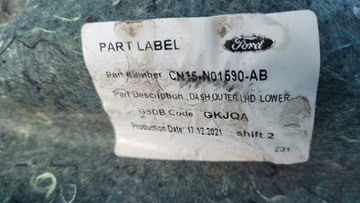 PART LABEL
Ford
Part Number CN15-N01590-AB
Part Description DASH OUTER LHD LOWER
GSDB Code GKJQA
Production Date 17.12.2021 shift 2
231